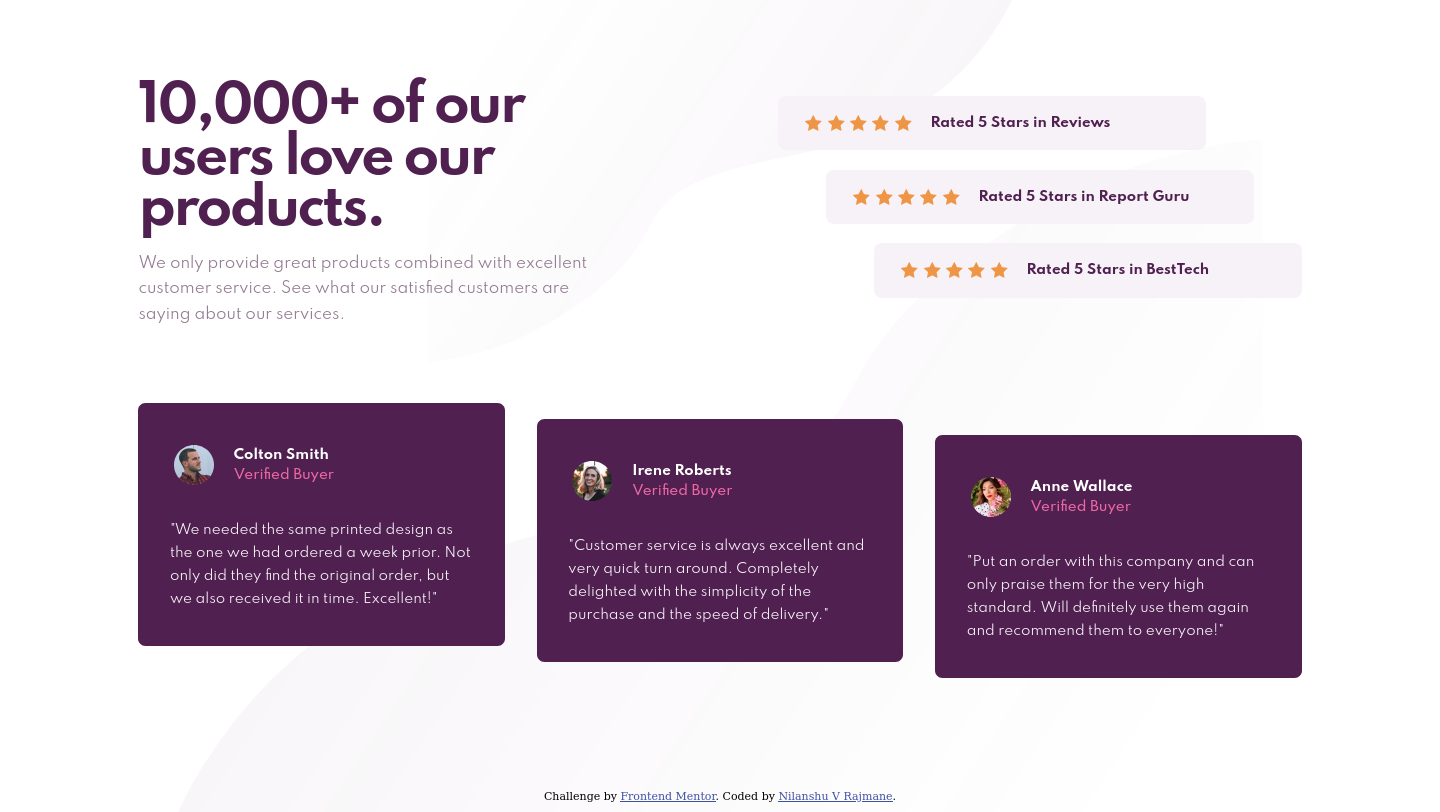 10,000+ of our
users love our
products.
We only provide great products combined with excellent
customer service. See what our satisfied customers are
saying about our services.
Rated 5 Stars in Reviews
Rated 5 Stars in Report Guru
Rated 5 Stars in BestTech
Colton Smith
Verified Buyer
"We needed the same printed design as
the one we had ordered a week prior. Not
only did they find the original order, but
we also received it in time. Excellent!"
Irene Roberts
Verified Buyer
"Customer service is always excellent and
very quick turn around. Completely
delighted with the simplicity of the
purchase and the speed of delivery."
Anne Wallace
Verified Buyer
"Put an order with this company and can
only praise them for the very high
standard. Will definitely use them again
and recommend them to everyone!"
Challenge by Frontend Mentor. Coded by Nilanshu V Rajmane.